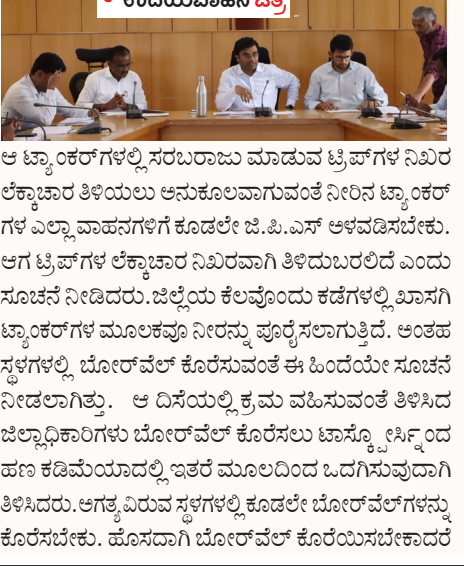 • ಉದಯವಾಹಿನಿ ಚಿತ್ರ
ಆ ಟ್ಯಾಂಕರ್‌ಗಳಲ್ಲಿ ಸರಬರಾಜು ಮಾಡುವ ಟ್ರಿಪ್‌ಗಳ ನಿಖರ
ಲೆಕ್ಕಾಚಾರ ತಿಳಿಯಲು ಅನುಕೂಲವಾಗುವಂತೆ ನೀರಿನ ಟ್ಯಾಂಕರ್
ಗಳ ಎಲ್ಲಾ ವಾಹನಗಳಿಗೆ ಕೂಡಲೇ ಜಿ.ಪಿ.ಎಸ್ ಅಳವಡಿಸಬೇಕು.
ಆಗ ಟ್ರಿಪ್‌ಗಳ ಲೆಕ್ಕಾಚಾರ ನಿಖರವಾಗಿ ತಿಳಿದುಬರಲಿದೆ ಎಂದು
ಸೂಚನೆ ನೀಡಿದರು.ಜಿಲ್ಲೆಯ ಕೆಲವೊಂದು ಕಡೆಗಳಲ್ಲಿ ಖಾಸಗಿ
ಟ್ಯಾಂಕರ್‌ಗಳ ಮೂಲಕವೂ ನೀರನ್ನು ಪೂರೈಸಲಾಗುತ್ತಿದೆ. ಅಂತಹ
ಸ್ಥಳಗಳಲ್ಲಿ ಬೋರ್‌ವೆಲ್ ಕೊರೆಸುವಂತೆ ಈ ಹಿಂದೆಯೇ ಸೂಚನೆ
ನೀಡಲಾಗಿತ್ತು. ಆ ದಿಸೆಯಲ್ಲಿ ಕ್ರಮ ವಹಿಸುವಂತೆ ತಿಳಿಸಿದ
ಜಿಲ್ಲಾಧಿಕಾರಿಗಳು ಬೋರ್‌ವೆಲ್ ಕೊರೆಸಲು ಟಾಸ್ಕ್‌ಪೋರ್ಸ್‌ನಿಂದ
ಹಣ ಕಡಿಮೆಯಾದಲ್ಲಿ ಇತರೆ ಮೂಲದಿಂದ ಒದಗಿಸುವುದಾಗಿ
ತಿಳಿಸಿದರು.ಅಗತ್ಯವಿರುವ ಸ್ಥಳಗಳಲ್ಲಿ ಕೂಡಲೇ ಬೋರ್‌ವೆಲ್‌ಗಳನ್ನು
ಕೊರೆಸಬೇಕು. ಹೊಸದಾಗಿ ಬೋರ್‌ವೆಲ್ ಕೊರೆಯಿಸಬೇಕಾದರೆ